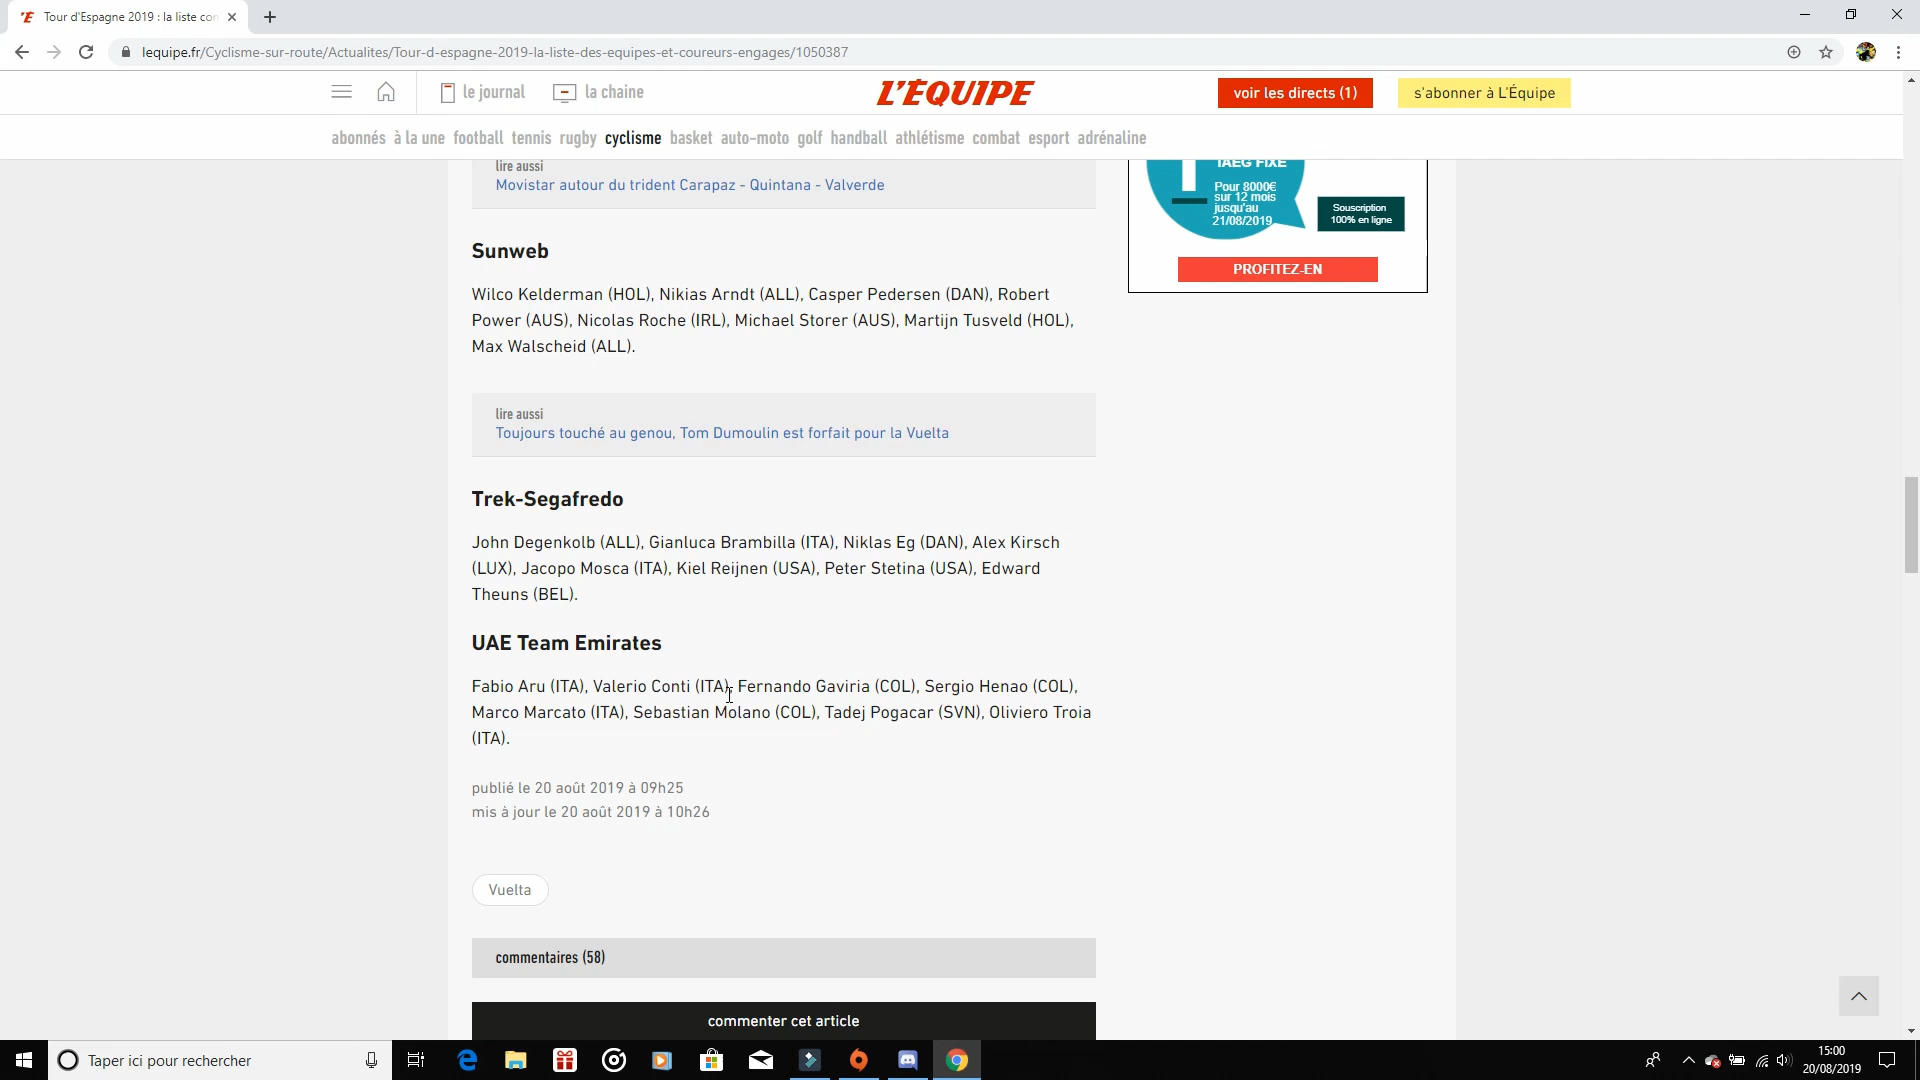 Tour d'Espagne 2019 : la liste con
lequipe.fr/Cyclisme-sur-route/Actualites/Tour-d-espagne-2019-la-liste-des-equipes-et-coureurs-engages/1050387
le journal
la chaine
L'ÉQUIPE
voir les directs (1)
s'abonner à L'Équipe
abonnés à la une football tennis rugby cyclisme basket auto-moto golf handball athlétisme combat esport adrénaline
lire aussi
Movistar autour du trident Carapaz - Quintana - Valverde
TAEG FIXE
Pour 8000€
sur 12 mois
jusqu'au
21/08/2019
Souscription
100% en ligne
PROFITEZ-EN
Sunweb
Wilco Kelderman (HOL), Nikias Arndt (ALL), Casper Pedersen (DAN), Robert
Power (AUS), Nicolas Roche (IRL), Michael Storer (AUS), Martijn Tusveld (HOL),
Max Walscheid (ALL).
lire aussi
Toujours touché au genou, Tom Dumoulin est forfait pour la Vuelta
Trek-Segafredo
John Degenkolb (ALL), Gianluca Brambilla (ITA), Niklas Eg (DAN), Alex Kirsch
(LUX), Jacopo Mosca (ITA), Kiel Reijnen (USA), Peter Stetina (USA), Edward
Theuns (BEL).
UAE Team Emirates
Fabio Aru (ITA), Valerio Conti (ITA), Fernando Gaviria (COL), Sergio Henao (COL),
Marco Marcato (ITA), Sebastian Molano (COL), Tadej Pogacar (SVN), Oliviero Troia
(ITA).
publié le 20 août 2019 à 09h25
mis à jour le 20 août 2019 à 10h26
Vuelta
commentaires (58)
commenter cet article
Taper ici pour rechercher
15:00
20/08/2019